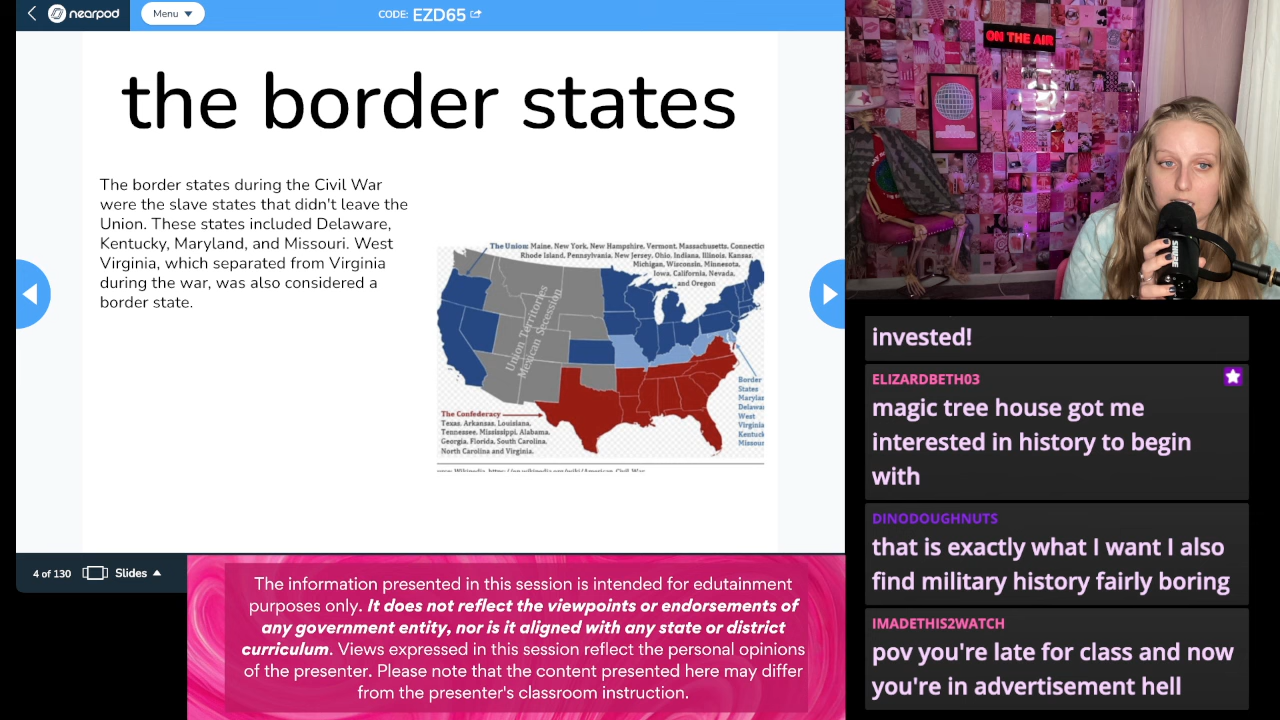 nearpod
Menu
CODE: EZD65
the border states
The border states during the Civil War
were the slave states that didn't leave the
Union. These states included Delaware,
Kentucky, Maryland, and Missouri. West
Virginia, which separated from Virginia
during the war, was also considered a
border state.
The Union: Maine, New York, New Hampshire, Vermont, Massachusetts, Connectic
Rhode Island, Pennsylvania, New Jersey, Ohio, Indiana, Illinois, Kansas,
Michigan, Wisconsin, Minnesota,
Iowa, California, Nevada,
and Oregon
Union Territories
Mexican Secession
Border
States
Marylan
Delawar
West
Virginia
Kentuck
Missour
The Confederacy
Texas, Arkansas, Louisiana,
Tennessee, Mississippi, Alabama,
Georgia, Florida, South Carolina,
North Carolina and Virginia.
4 of 130
Slides
The information presented in this session is intended for edutainment
purposes only. It does not reflect the viewpoints or endorsements of
any government entity, nor is it aligned with any state or district
curriculum. Views expressed in this session reflect the personal opinions
of the presenter. Please note that the content presented here may differ
from the presenter's classroom instruction.
ON THE AIR
SHURE
invested!
ELIZARDBETH03
magic tree house got me
interested in history to begin
with
DINODOUGHNUTS
that is exactly what I want I also
find military history fairly boring
IMADETHIS2WATCH
pov you're late for class and now
you're in advertisement hell